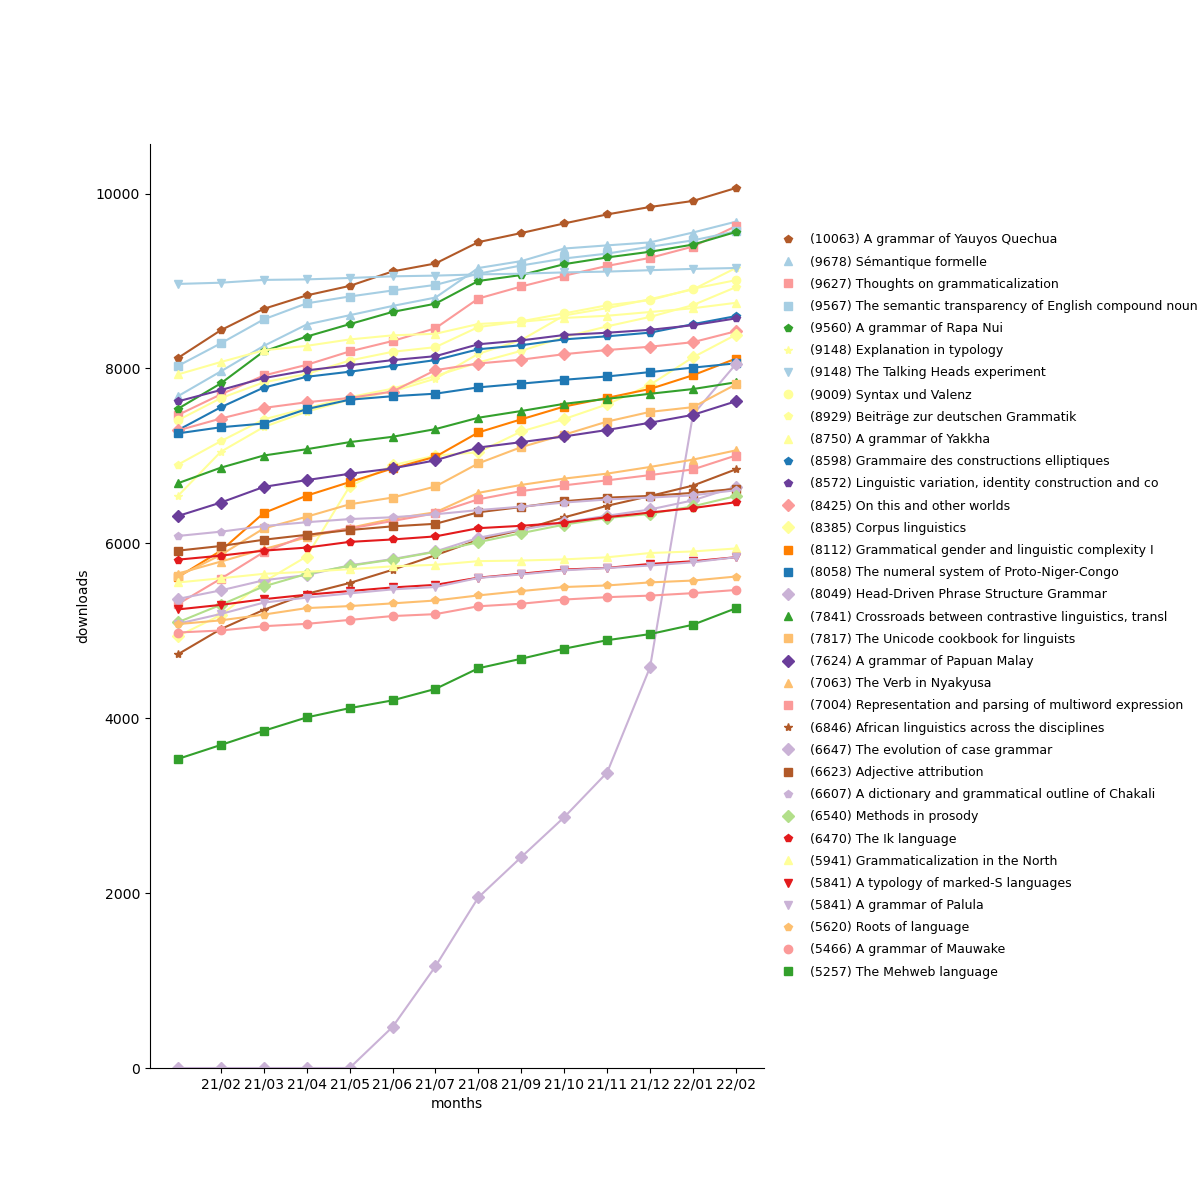 10000
8000
6000
4000
2000
0
downloads
21/02 21/03 21/04 21/05 21/06 21/07 21/08 21/09 21/10 21/11 21/12 22/01 22/02
months
(10063) A grammar of Yauyos Quechua
(9678) Sémantique formelle
(9627) Thoughts on grammaticalization
(9567) The semantic transparency of English compound noun
(9560) A grammar of Rapa Nui
(9148) Explanation in typology
(9148) The Talking Heads experiment
(9009) Syntax und Valenz
(8929) Beiträge zur deutschen Grammatik
(8750) A grammar of Yakkha
(8598) Grammaire des constructions elliptiques
(8572) Linguistic variation, identity construction and co
(8425) On this and other worlds
(8385) Corpus linguistics
(8112) Grammatical gender and linguistic complexity I
(8058) The numeral system of Proto-Niger-Congo
(8049) Head-Driven Phrase Structure Grammar
(7841) Crossroads between contrastive linguistics, transl
(7817) The Unicode cookbook for linguists
(7624) A grammar of Papuan Malay
(7063) The Verb in Nyakyusa
(7004) Representation and parsing of multiword expression
(6846) African linguistics across the disciplines
(6647) The evolution of case grammar
(6623) Adjective attribution
(6607) A dictionary and grammatical outline of Chakali
(6540) Methods in prosody
(6470) The Ik language
(5941) Grammaticalization in the North
(5841) A typology of marked-S languages
(5841) A grammar of Palula
(5620) Roots of language
(5466) A grammar of Mauwake
(5257) The Mehweb language